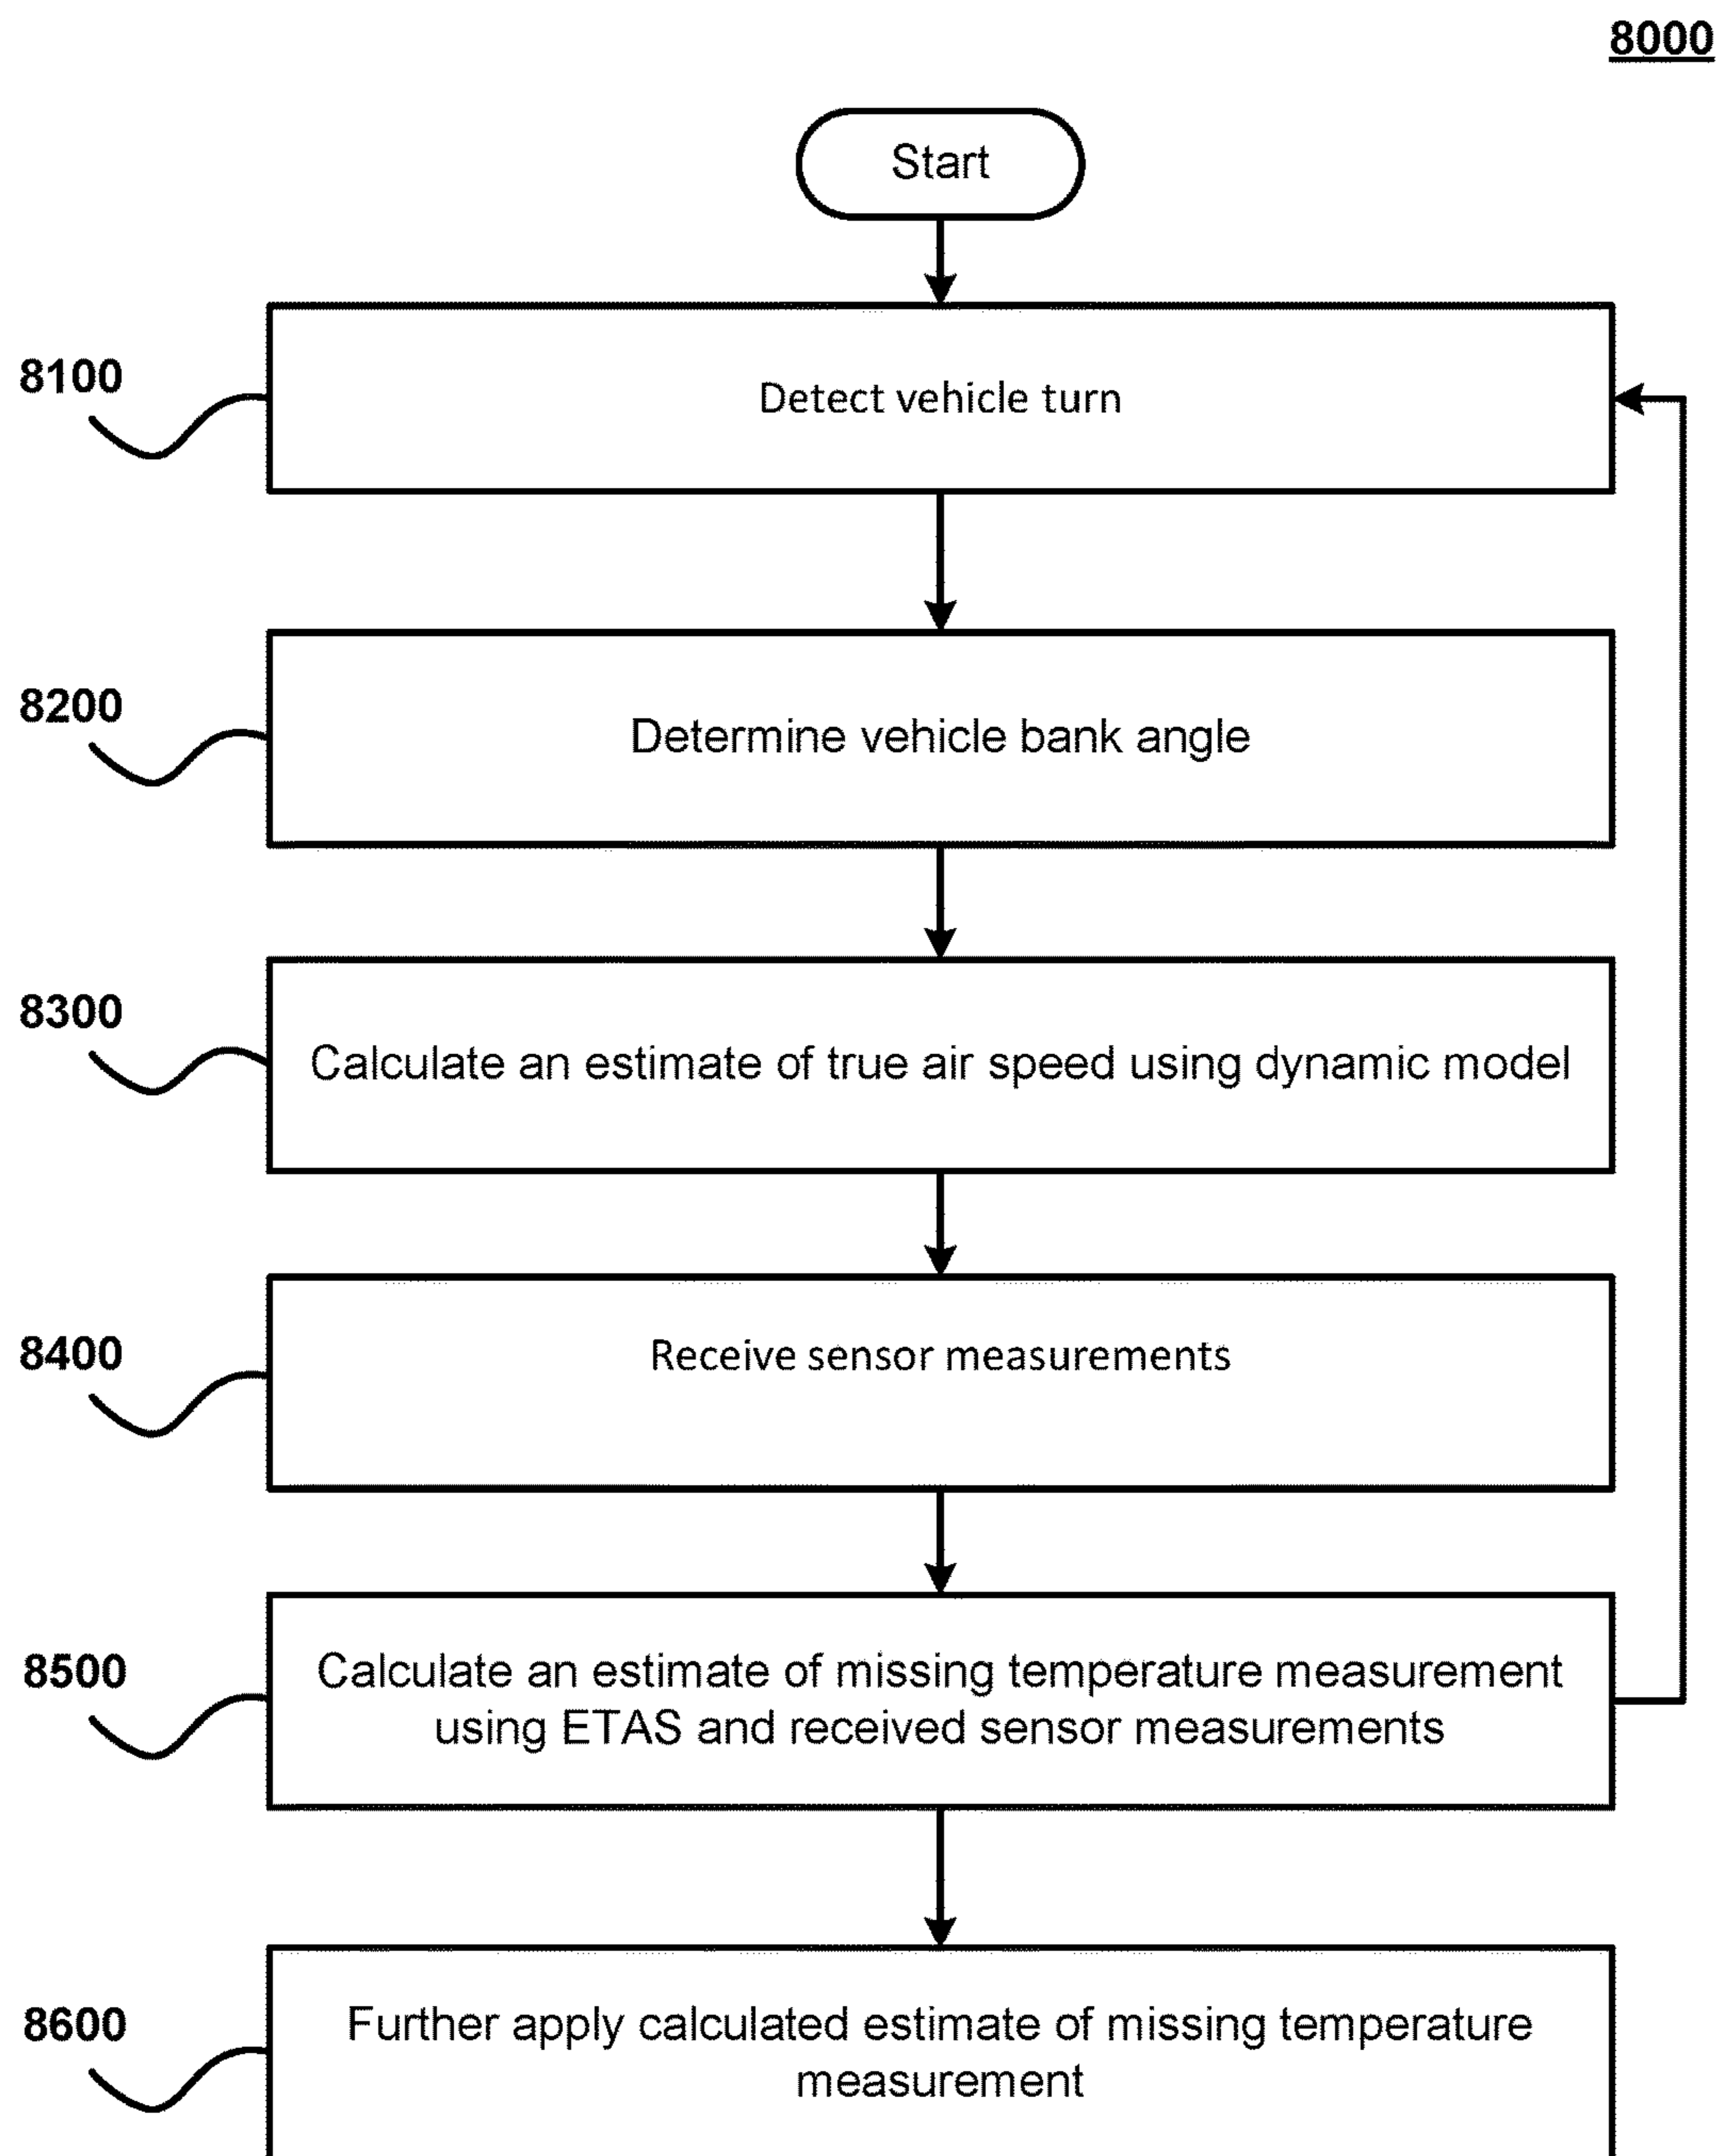 8000
Start
8100
Detect vehicle turn
8200
Determine vehicle bank angle
8300
Calculate an estimate of true air speed using dynamic model
8400
Receive sensor measurements
8500
Calculate an estimate of missing temperature measurement
using ETAS and received sensor measurements
8600
Further apply calculated estimate of missing temperature
measurement